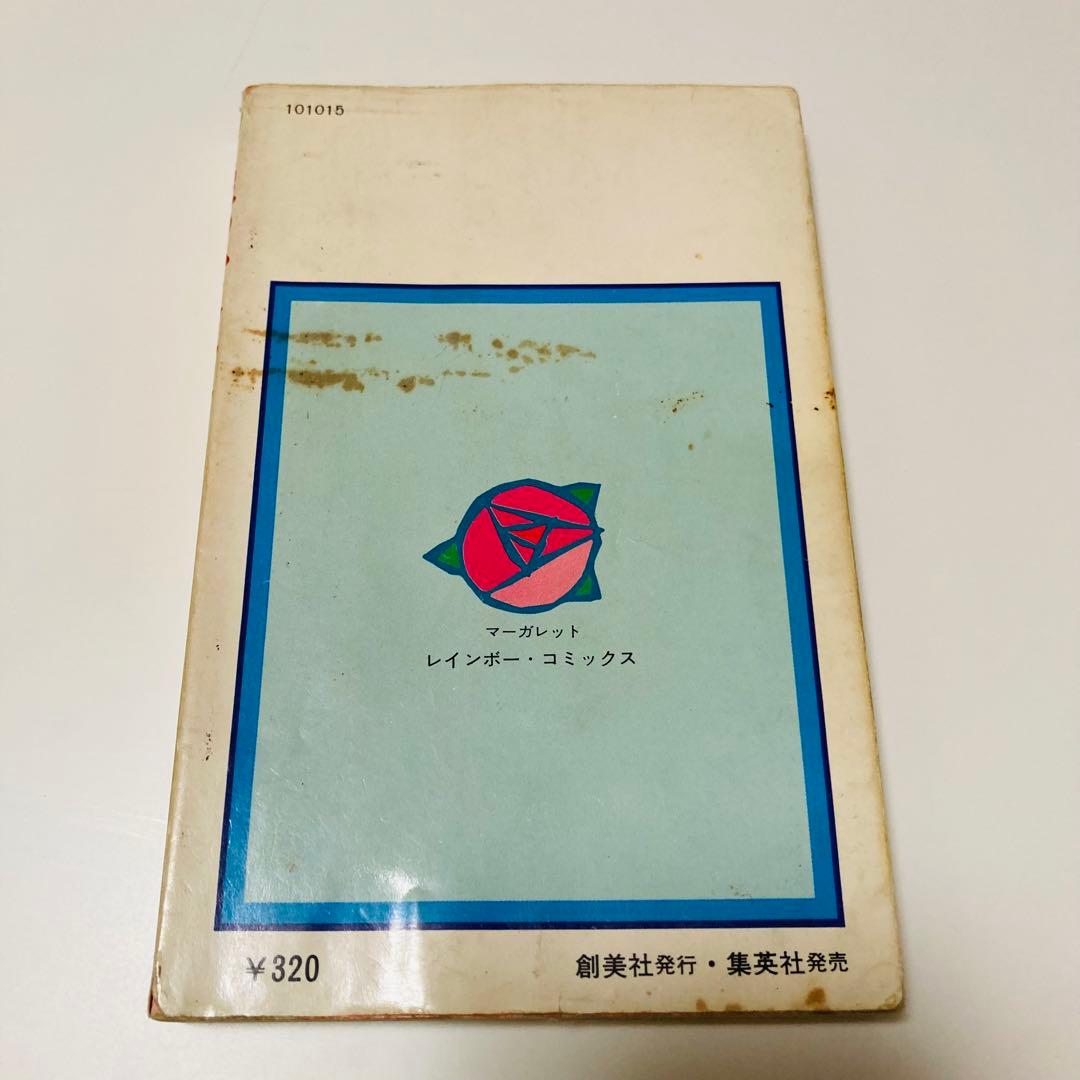 101015
マーガレット
レインボー・コミックス
¥320
創美社発行・集英社発売